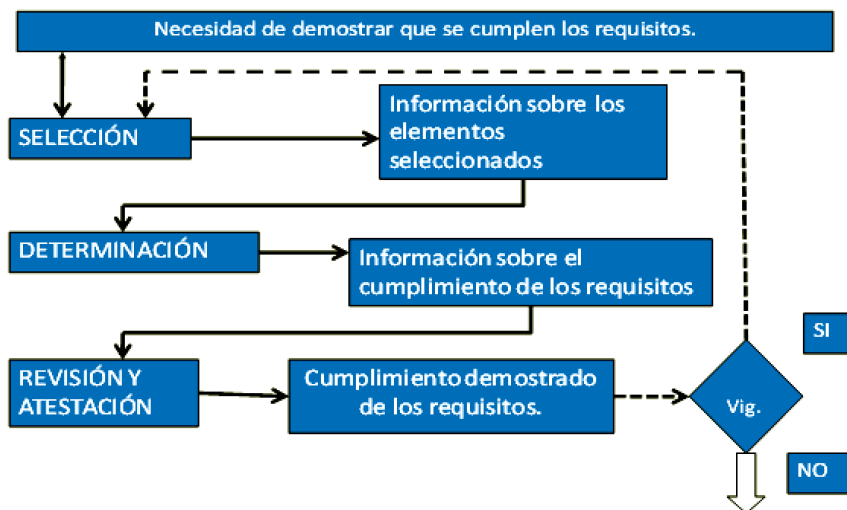 Necesidad de demostrar que se cumplen los requisitos.
SELECCIÓN
Información sobre los
elementos
seleccionados
DETERMINACIÓN
Información sobre el
cumplimiento de los requisitos
REVISIÓN Y
ATESTACIÓN
Cumplimiento demostrado
de los requisitos.
Vig.
SI
NO